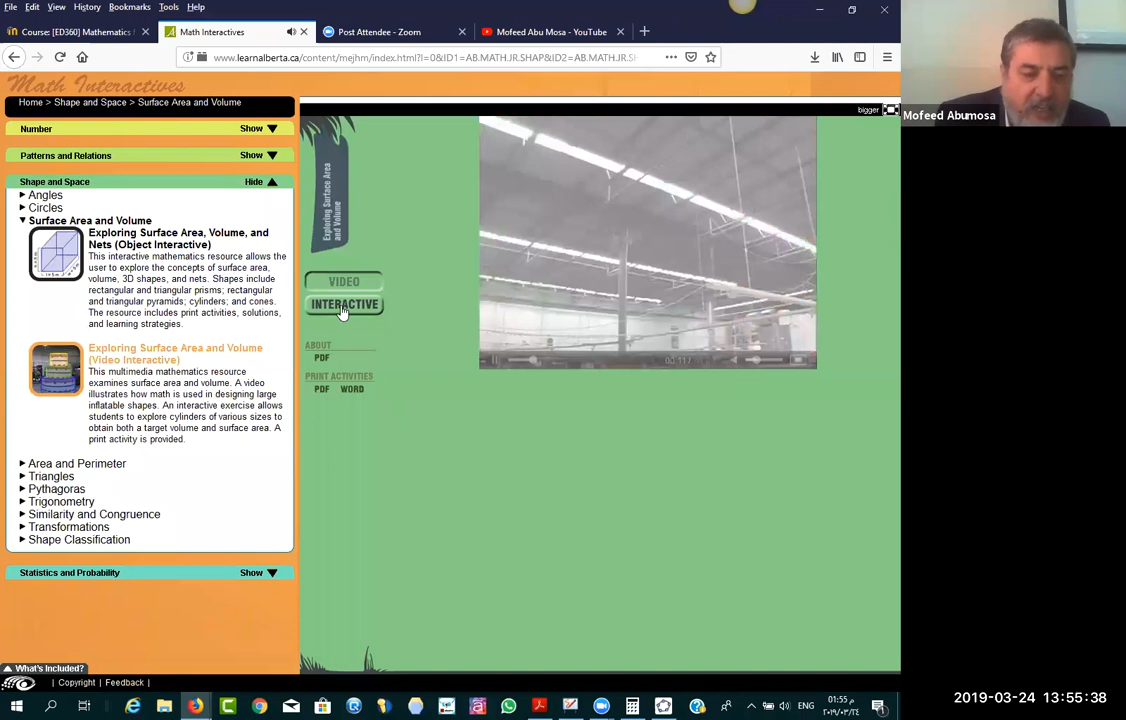 File Edit View History Bookmarks Tools Help
Course: [ED360] Mathematics f
Math Interactives
Post Attendee - Zoom
Mofeed Abu Mosa - YouTube
www.learnalberta.ca/content/mejhm/index.html?l=0&ID1=AB.MATH.JR.SHAP&ID2=AB.MATH.JR.SH
Math Interactives
Home > Shape and Space > Surface Area and Volume
bigger
Mofeed Abumosa
Number Show
Patterns and Relations Show
Shape and Space Hide
Angles
Circles
Surface Area and Volume
Exploring Surface Area, Volume, and
Nets (Object Interactive)
This interactive mathematics resource allows the
user to explore the concepts of surface area,
volume, 3D shapes, and nets. Shapes include
rectangular and triangular prisms; rectangular
and triangular pyramids; cylinders; and cones.
The resource includes print activities, solutions,
and learning strategies.
Exploring Surface Area and Volume
(Video Interactive)
This multimedia mathematics resource
examines surface area and volume. A video
illustrates how math is used in designing large
inflatable shapes. An interactive exercise allows
students to explore cylinders of various sizes to
obtain both a target volume and surface area. A
print activity is provided.
Area and Perimeter
Triangles
Pythagoras
Trigonometry
Similarity and Congruence
Transformations
Shape Classification
Statistics and Probability Show
Exploring Surface Area
and Volume
VIDEO
INTERACTIVE
ABOUT
PDF
PRINT ACTIVITIES
PDF WORD
What's Included?
| Copyright | Feedback |
ENG
01:55 م
٢٠١٩/٠٣/٢٤
2019-03-24 13:55:38